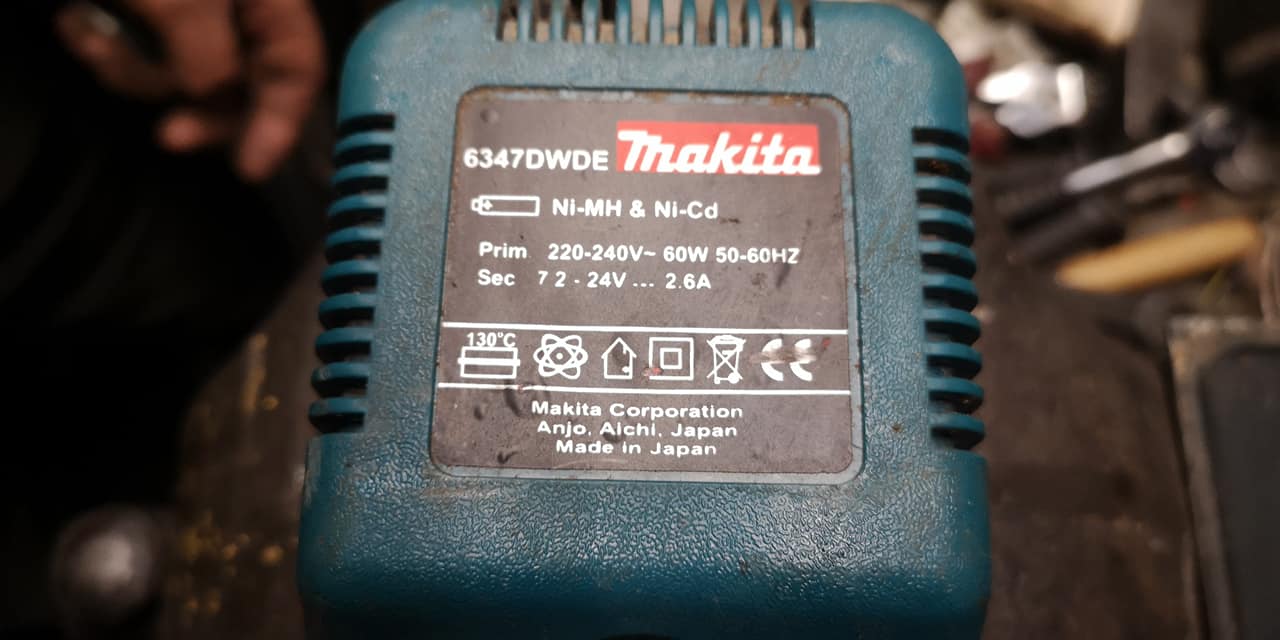 6347DWDE Makita
Ni-MH & Ni-Cd
Prim 220-240V~ 60W 50-60HZ
Sec 7 2 - 24V --- 2.6A
130°C
CE
Makita Corporation
Anjo, Aichi, Japan
Made in Japan